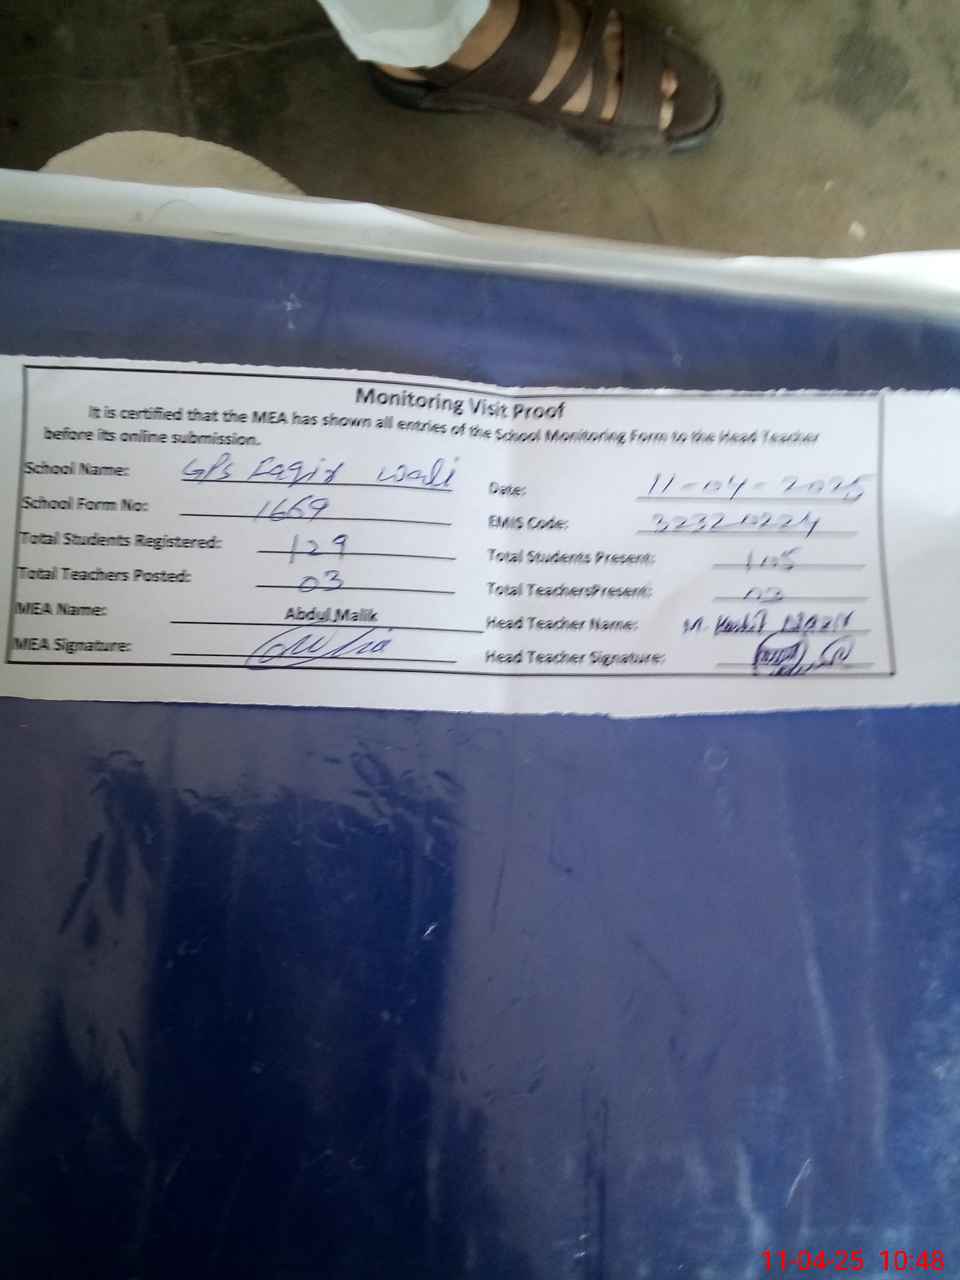 Monitoring Visit Proof
It is certified that the MEA has shown all entries of the School Monitoring Form to the Head Teacher
before its online submission.
School Name: GPS Faqir Wali Date: 11-04-2025
School Form No: 1669 EMIS Code: 32320224
Total Students Registered: 129 Total Students Present: 105
Total Teachers Posted: 03 Total TeachersPresent: 03
MEA Name: Abdul Malik Head Teacher Name: M.
MEA Signature: Head Teacher Signature:
11-04-25 10:48